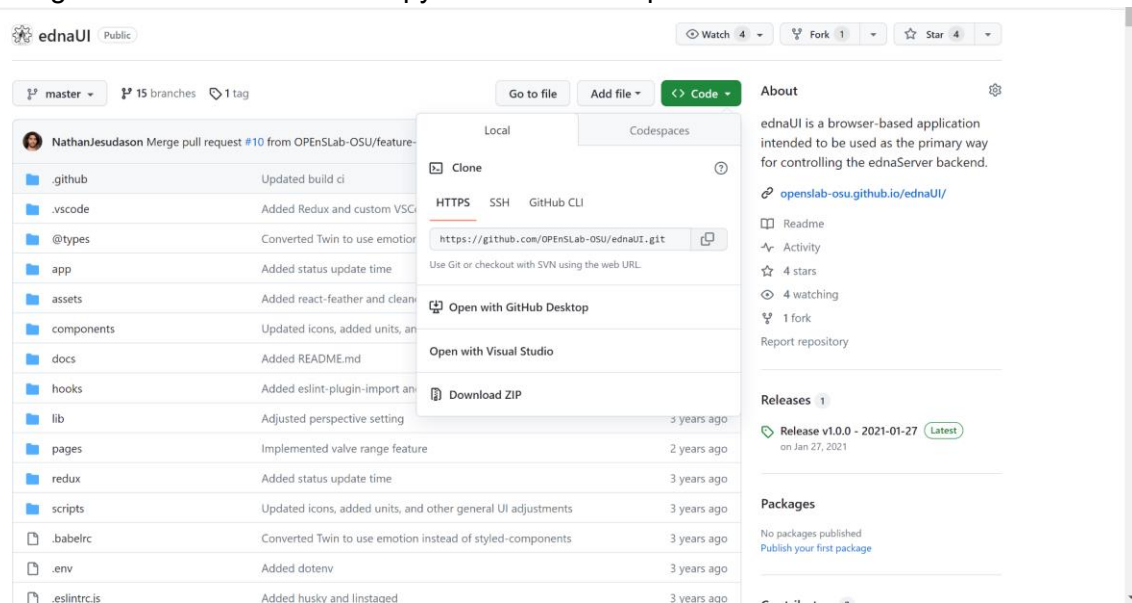 ednaUI Public
Watch 4
Fork 1
Star 4
master
15 branches
1 tag
Go to file
Add file
<> Code
NathanJesudason Merge pull request #10 from OPEnSLab-OSU/feature-
Local
Codespaces
Clone
HTTPS SSH GitHub CLI
https://github.com/OPEnSLab-OSU/ednaUI.git
Use Git or checkout with SVN using the web URL.
Open with GitHub Desktop
Open with Visual Studio
Download ZIP
.github Updated build ci
.vscode Added Redux and custom VSC
@types Converted Twin to use emotion
app Added status update time
assets Added react-feather and clean
components Updated icons, added units, an
docs Added README.md
hooks Added eslint-plugin-import an
lib Adjusted perspective setting 3 years ago
pages Implemented valve range feature 2 years ago
redux Added status update time 3 years ago
scripts Updated icons, added units, and other general UI adjustments 3 years ago
.babelrc Converted Twin to use emotion instead of styled-components 3 years ago
.env Added dotenv 3 years ago
.eslintrc.js Added husky and linstaged 3 years ago
About
ednaUI is a browser-based application
intended to be used as the primary way
for controlling the ednaServer backend.
openslab-osu.github.io/ednaUI/
Readme
Activity
4 stars
4 watching
1 fork
Report repository
Releases 1
Release v1.0.0 - 2021-01-27 Latest
on Jan 27, 2021
Packages
No packages published
Publish your first package